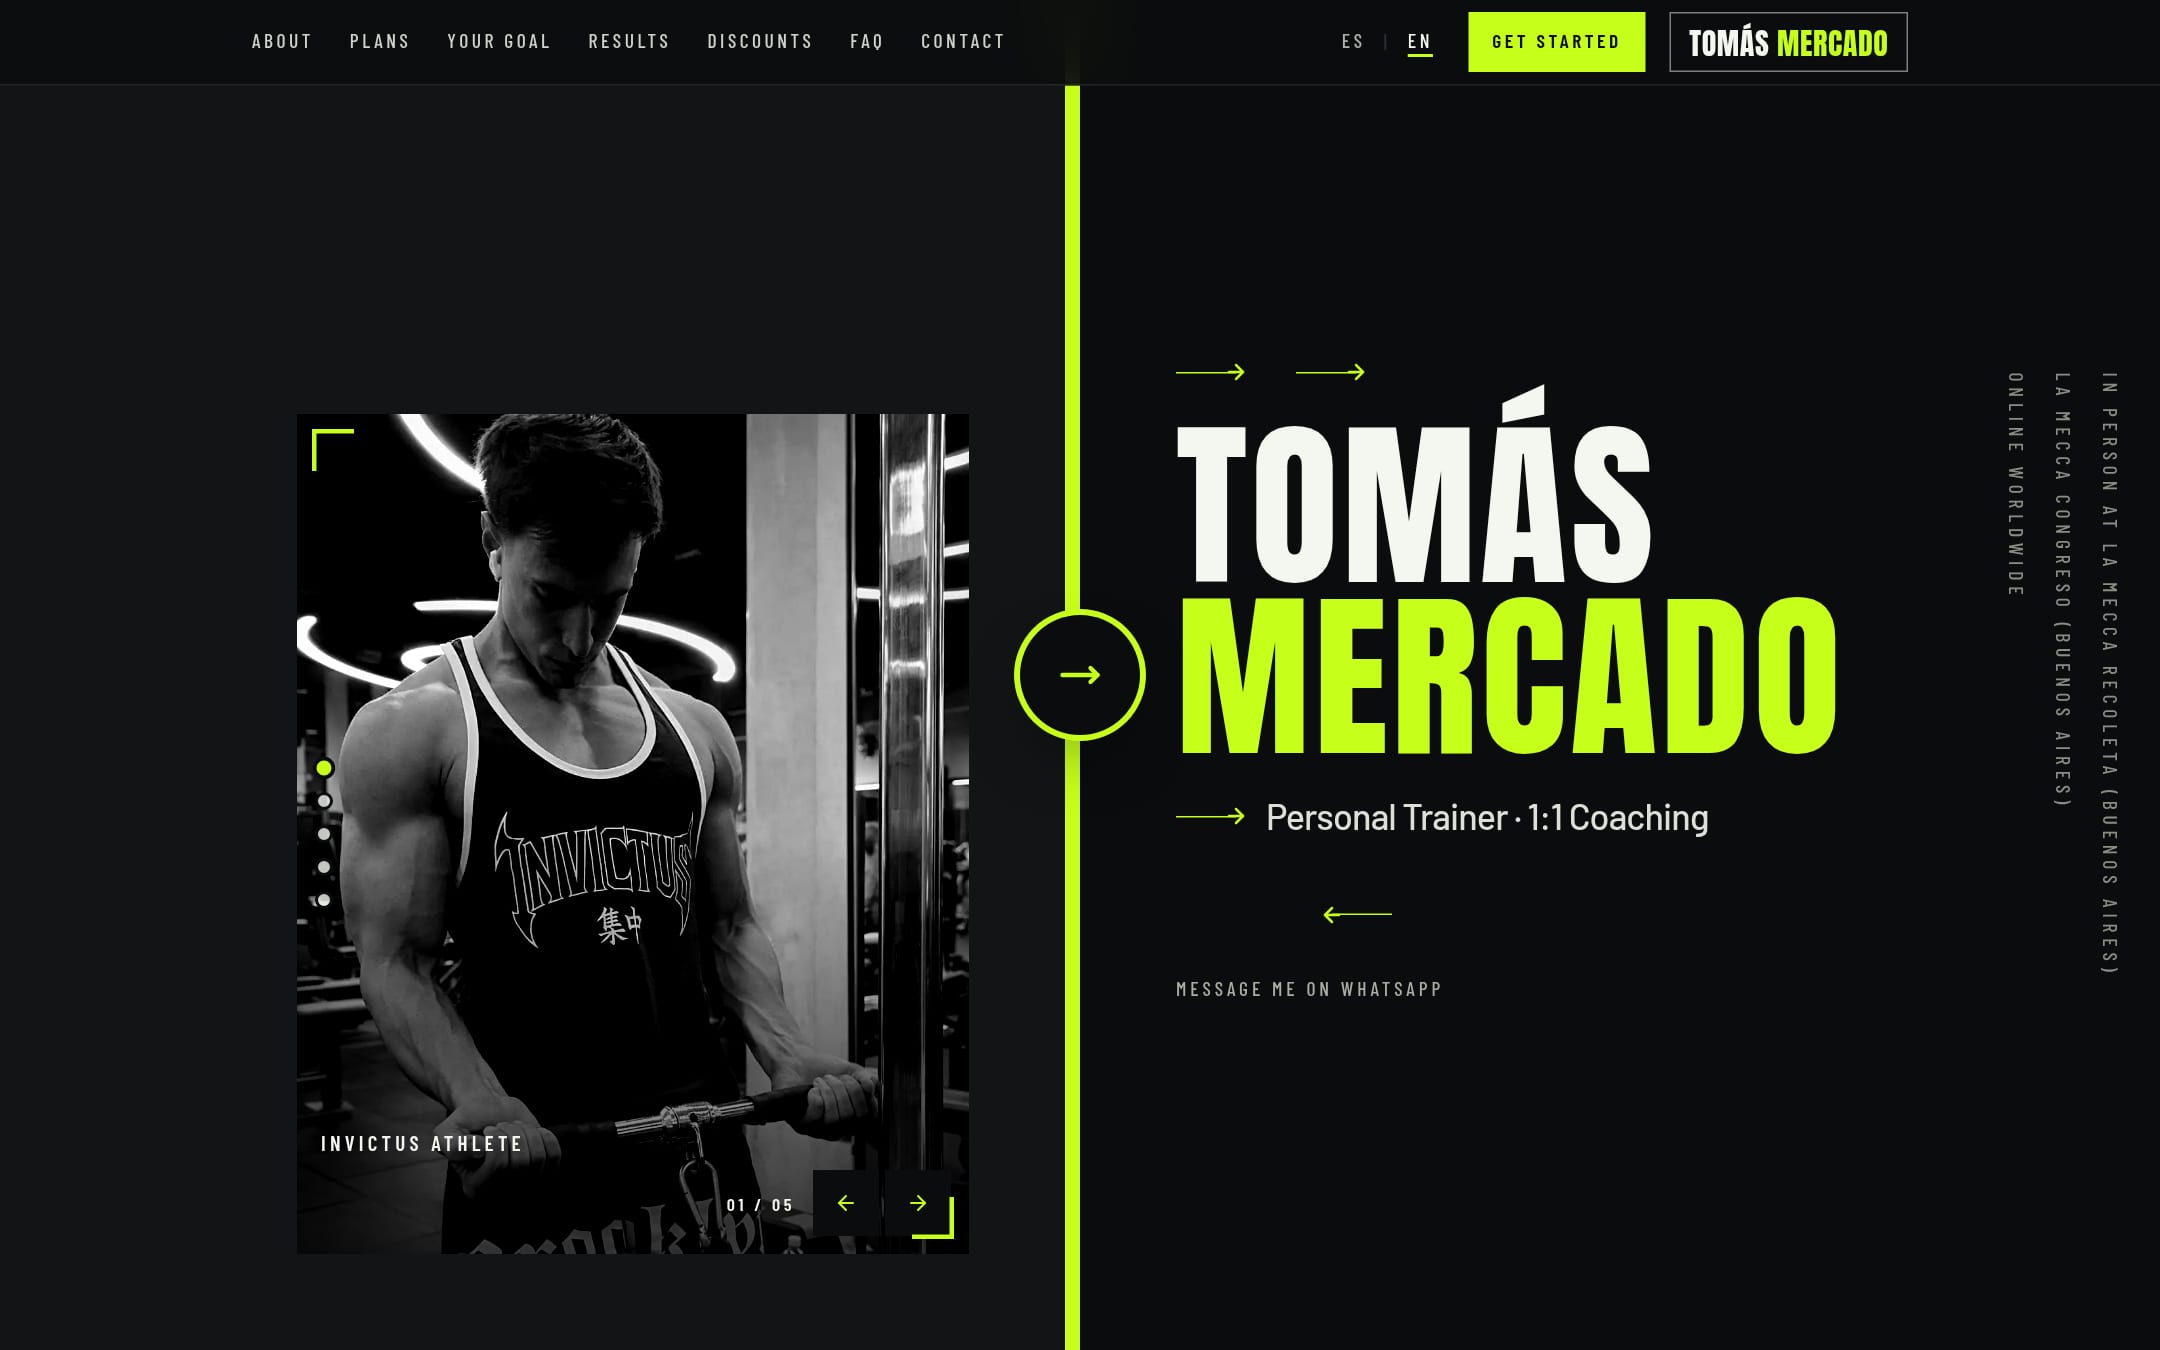 ABOUT PLANS YOUR GOAL RESULTS DISCOUNTS FAQ CONTACT
ES | EN GET STARTED TOMÁS MERCADO
INVICTUS
集中
INVICTUS ATHLETE
01 / 05
TOMÁS
MERCADO
Personal Trainer · 1:1 Coaching
MESSAGE ME ON WHATSAPP
IN PERSON AT LA MECCA RECOLETA (BUENOS AIRES)
LA MECCA CONGRESO (BUENOS AIRES)
ONLINE WORLDWIDE